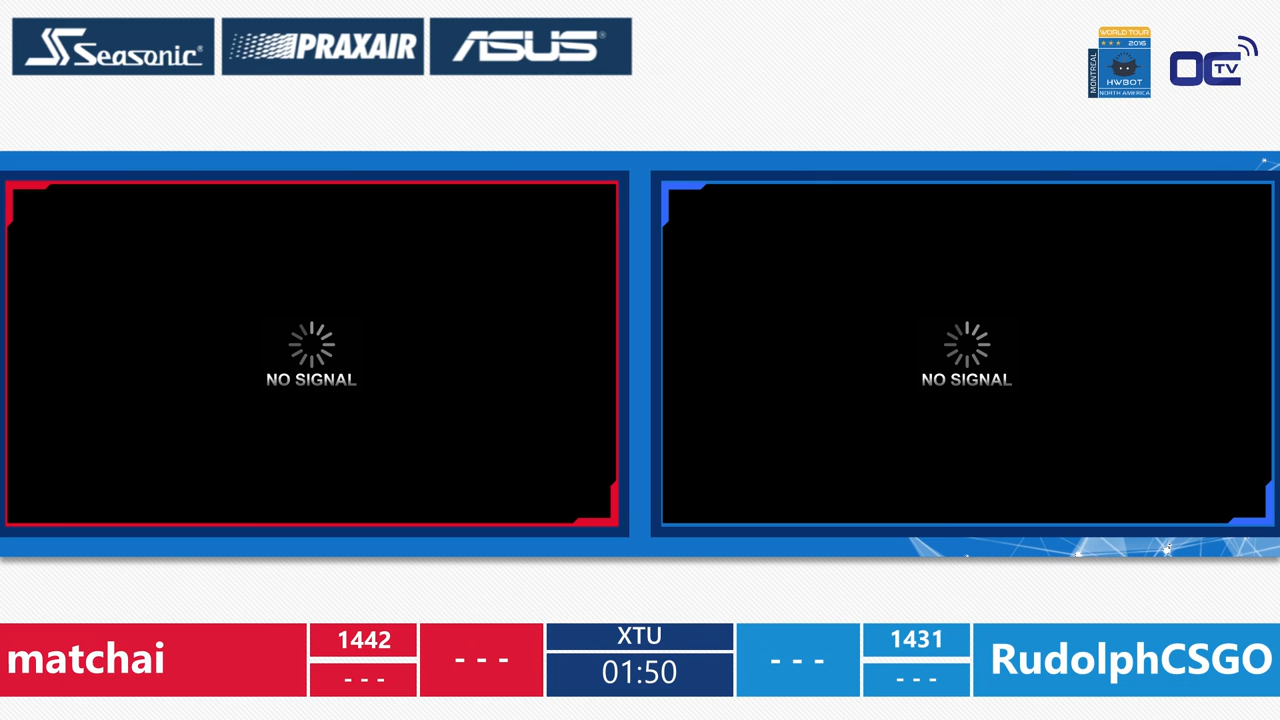 Seasonic®
PRAXAIR
ASUS®
WORLD TOUR
2016
MONTREAL
HWBOT
NORTH AMERICA
OC TV
NO SIGNAL
NO SIGNAL
matchai
1442
- - -
- - -
XTU
01:50
- - -
1431
- - -
RudolphCSGO